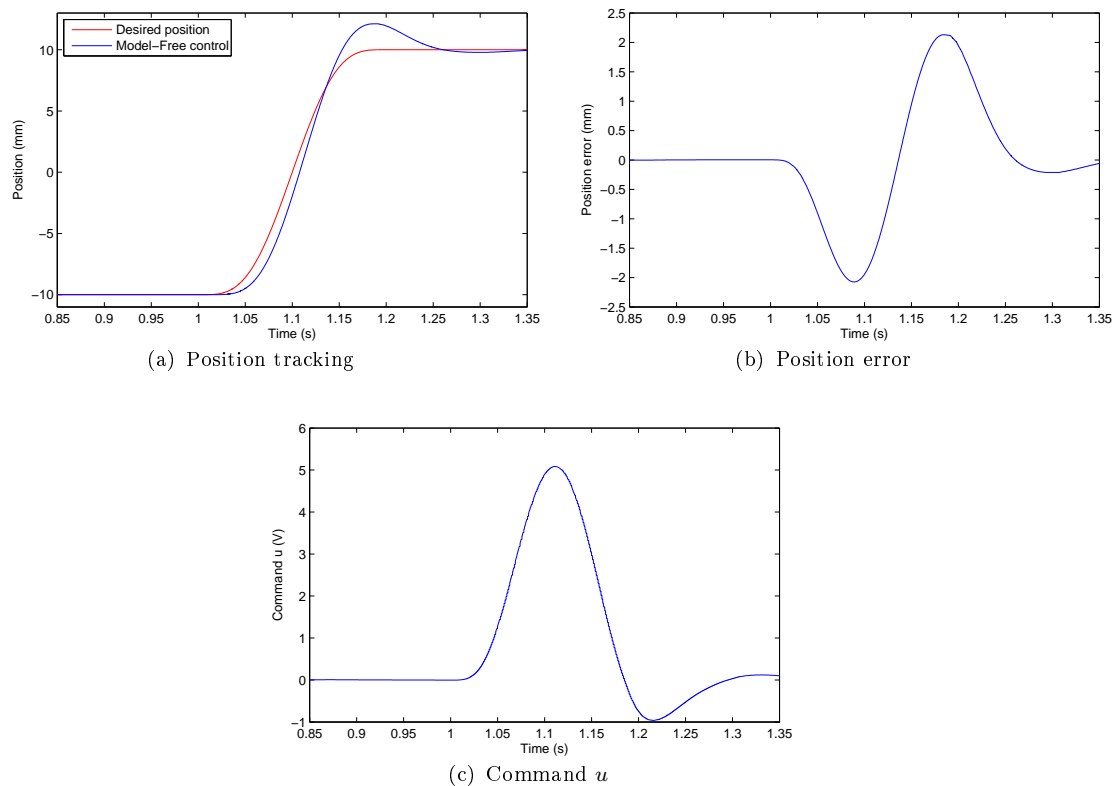 Desired position
Model−Free control
10
5
0
−5
−10
Position (mm)
0.85 0.9 0.95 1 1.05 1.1 1.15 1.2 1.25 1.3 1.35
Time (s)
(a) Position tracking
2.5
2
1.5
1
0.5
0
−0.5
−1
−1.5
−2
−2.5
Position error (mm)
0.85 0.9 0.95 1 1.05 1.1 1.15 1.2 1.25 1.3 1.35
Time (s)
(b) Position error
6
5
4
3
2
1
0
−1
Command u (V)
0.85 0.9 0.95 1 1.05 1.1 1.15 1.2 1.25 1.3 1.35
Time (s)
(c) Command u